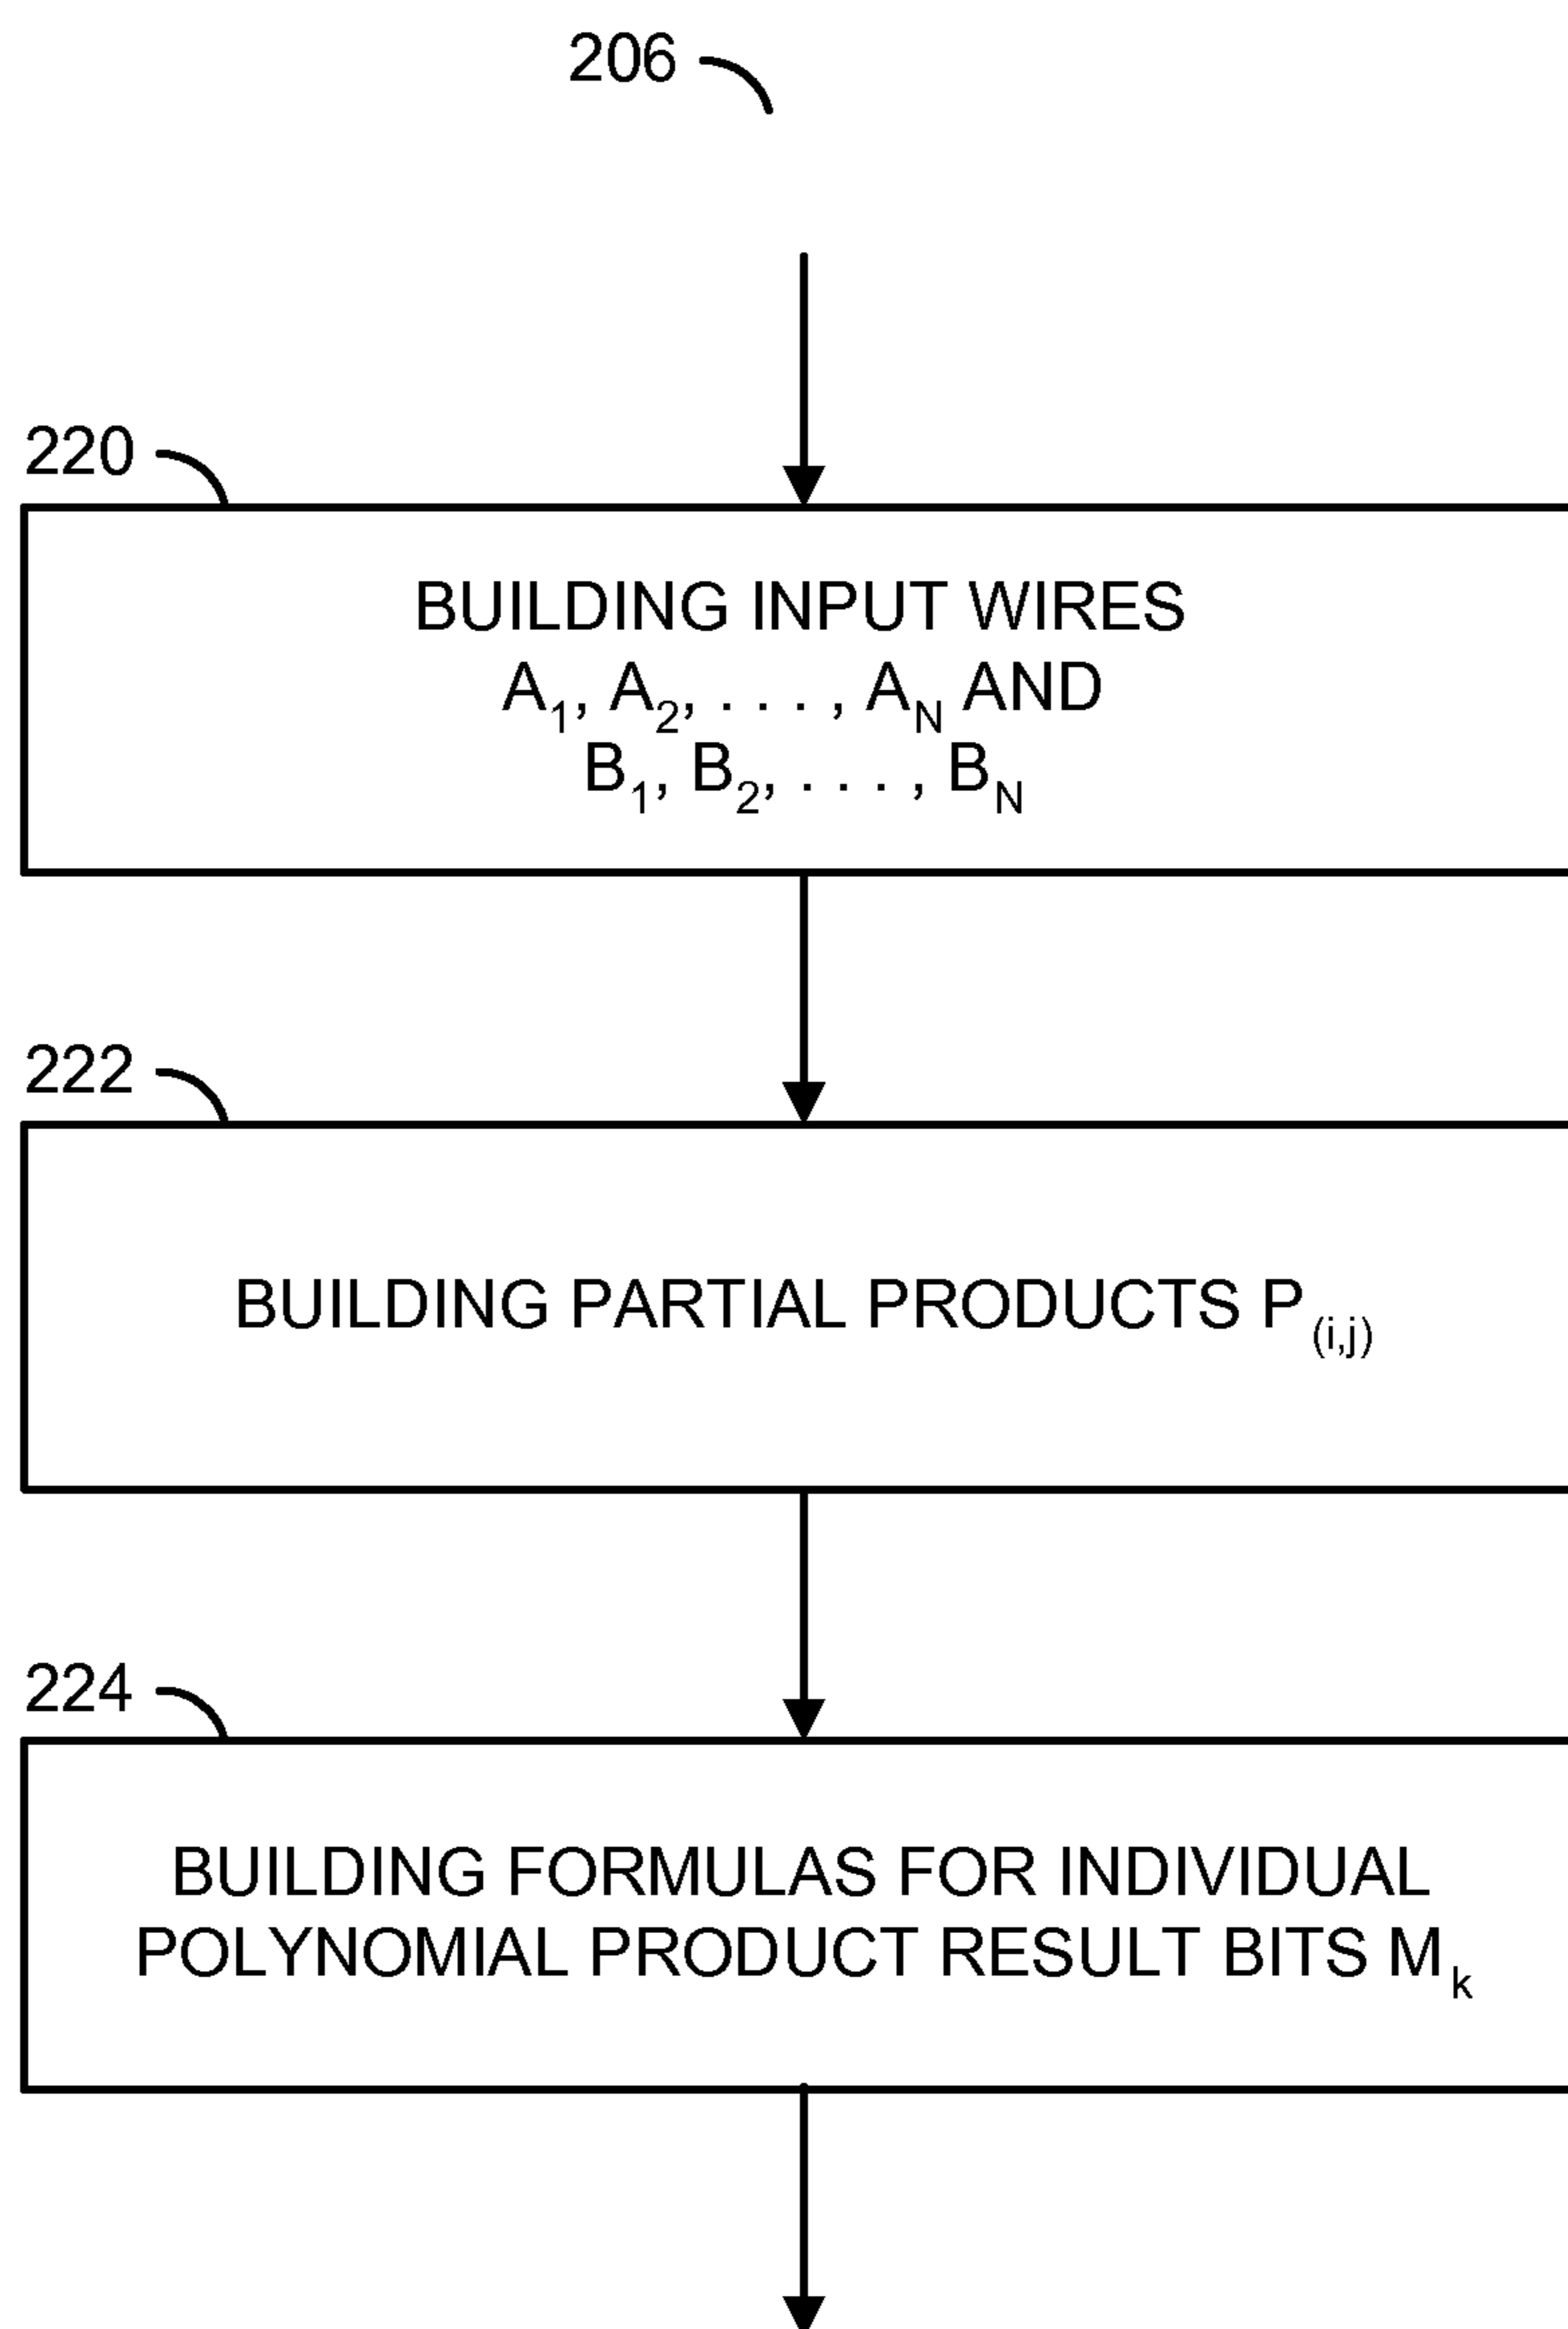 206
220
BUILDING INPUT WIRES
A1, A2, . . . , AN AND
B1, B2, . . . , BN
222
BUILDING PARTIAL PRODUCTS P(i,j)
224
BUILDING FORMULAS FOR INDIVIDUAL
POLYNOMIAL PRODUCT RESULT BITS Mk